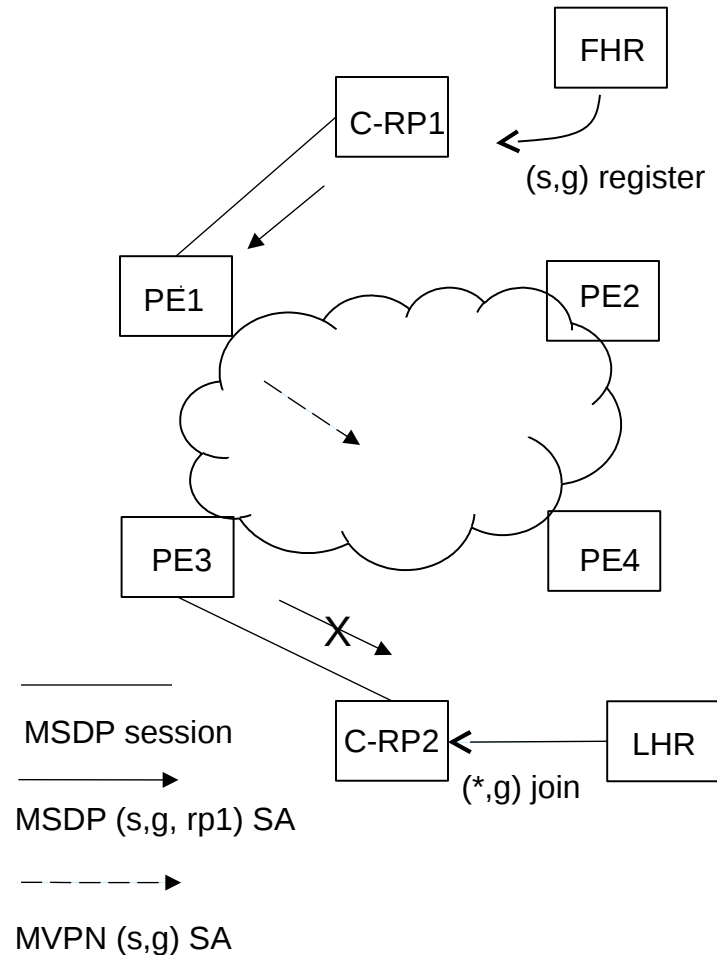 FHR
C-RP1
(s,g) register
PE1
PE2
PE3
PE4
X
MSDP session
C-RP2
LHR
(*,g) join
MSDP (s,g, rp1) SA
MVPN (s,g) SA